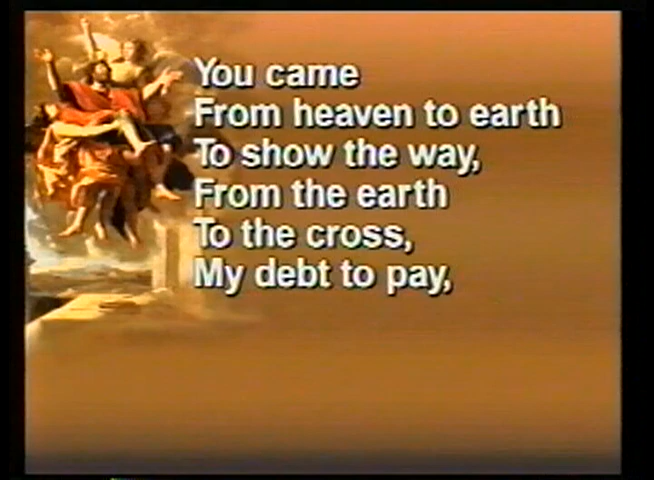 You came
From heaven to earth
To show the way,
From the earth
To the cross,
My debt to pay,